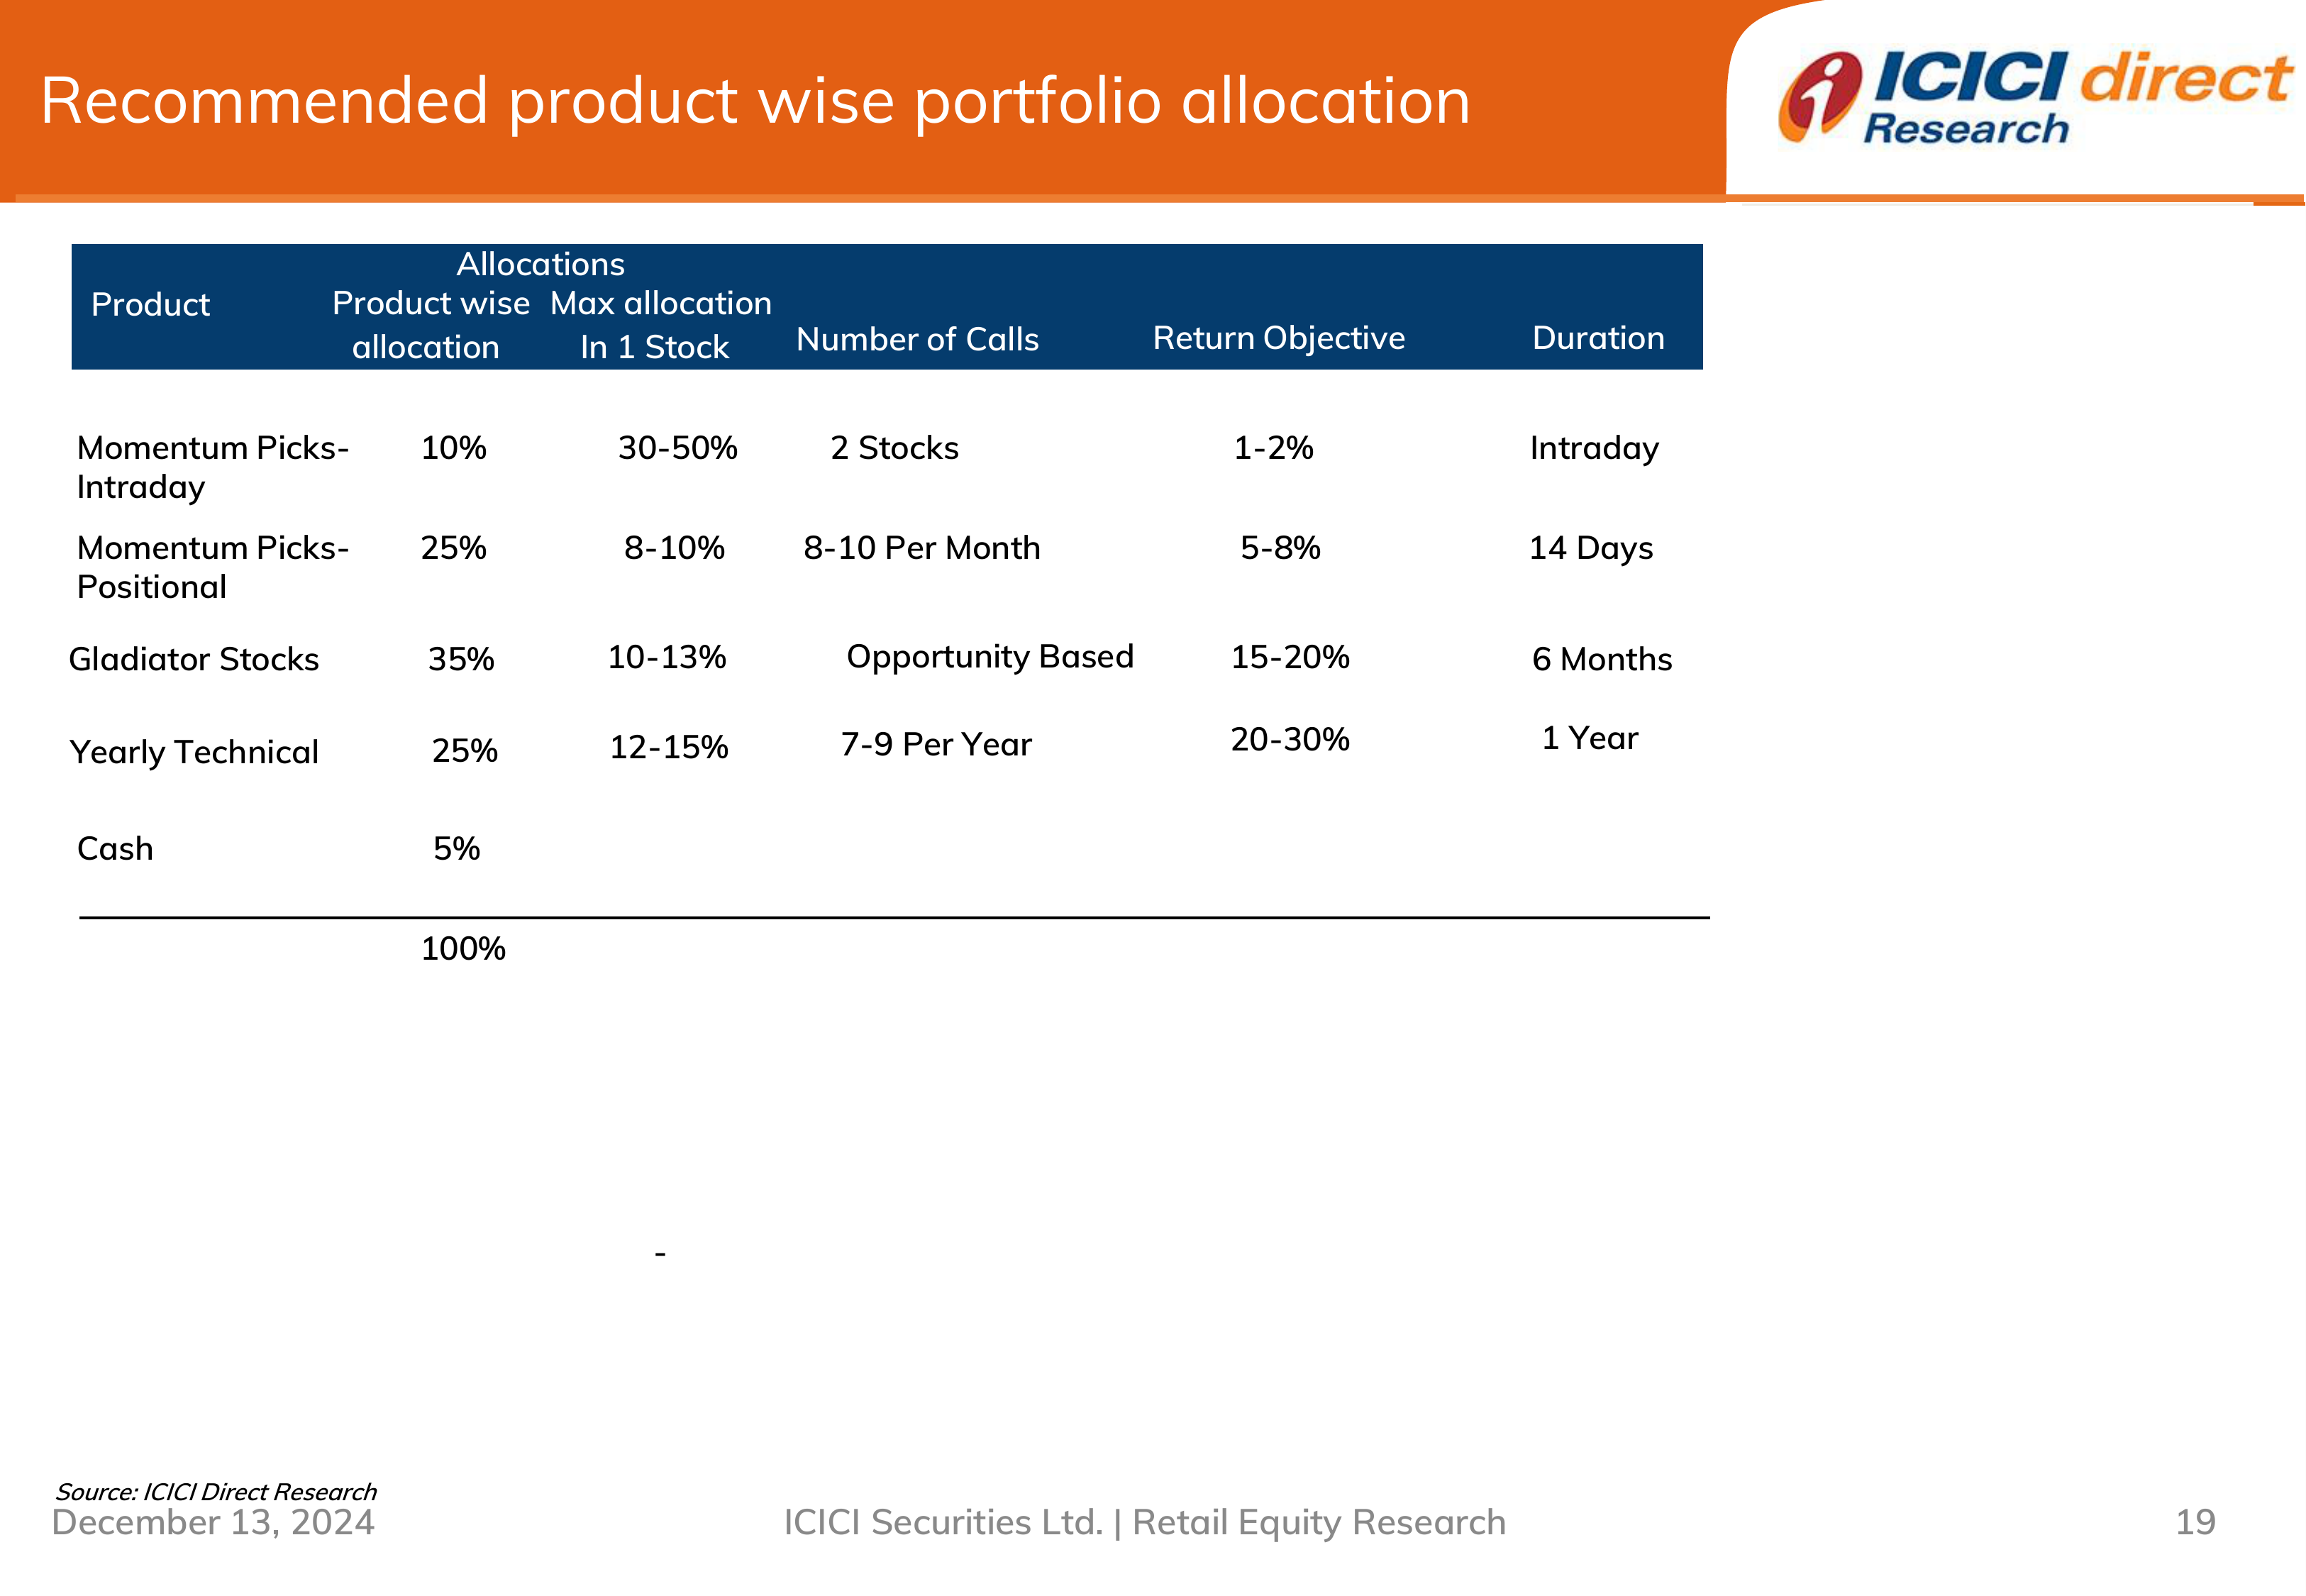 Recommended product wise portfolio allocation
ICICI direct
Research
Allocations
Product Product wise Max allocation
allocation In 1 Stock Number of Calls Return Objective Duration
Momentum Picks- 10% 30-50% 2 Stocks 1-2% Intraday
Intraday
Momentum Picks- 25% 8-10% 8-10 Per Month 5-8% 14 Days
Positional
Gladiator Stocks 35% 10-13% Opportunity Based 15-20% 6 Months
Yearly Technical 25% 12-15% 7-9 Per Year 20-30% 1 Year
Cash 5%
100%
-
Source: ICICI Direct Research
December 13, 2024 ICICI Securities Ltd. | Retail Equity Research 19